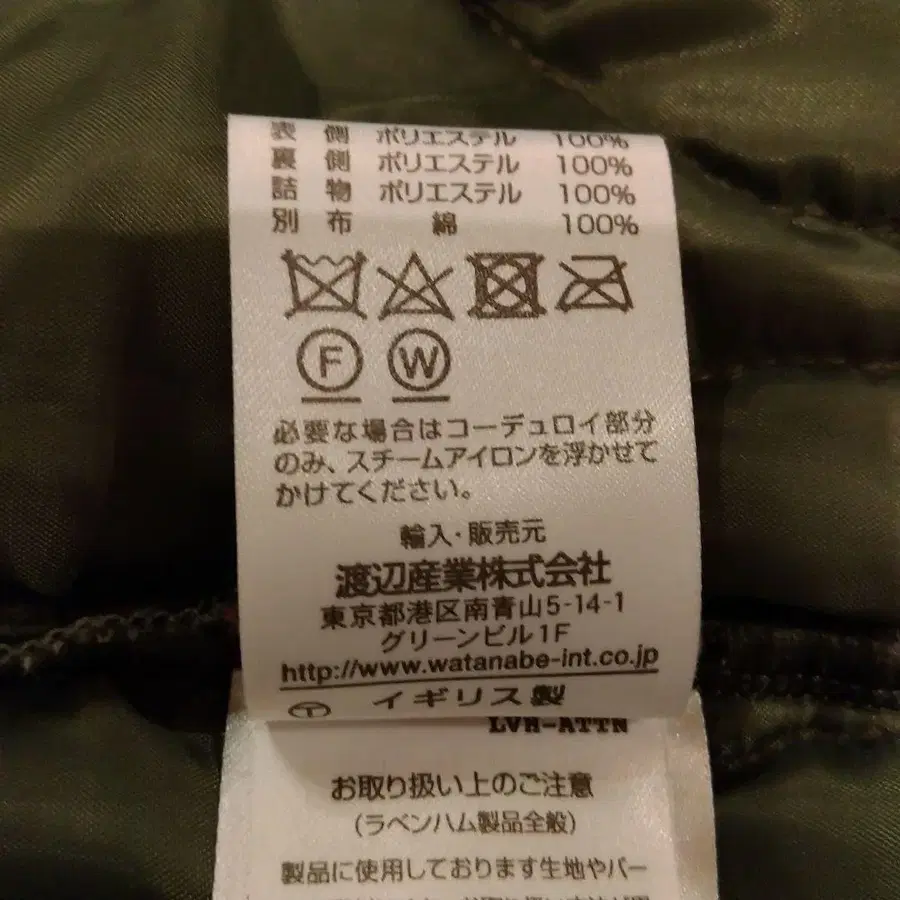 表側 ポリエステル 100%
裏側 ポリエステル 100%
詰物 ポリエステル 100%
別布 綿 100%
F W
必要な場合はコーデュロイ部分
のみ、スチームアイロンを浮かせて
かけてください。
輸入・販売元
渡辺産業株式会社
東京都港区南青山5-14-1
グリーンビル1F
http://www.watanabe-int.co.jp
T イギリス製
LVH-ATTN
お取り扱い上のご注意
(ラベンハム製品全般)
製品に使用しております生地やパー